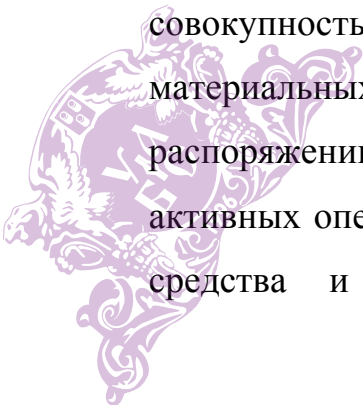 совокупность
материальных
распоряжени
активных опе
средства и